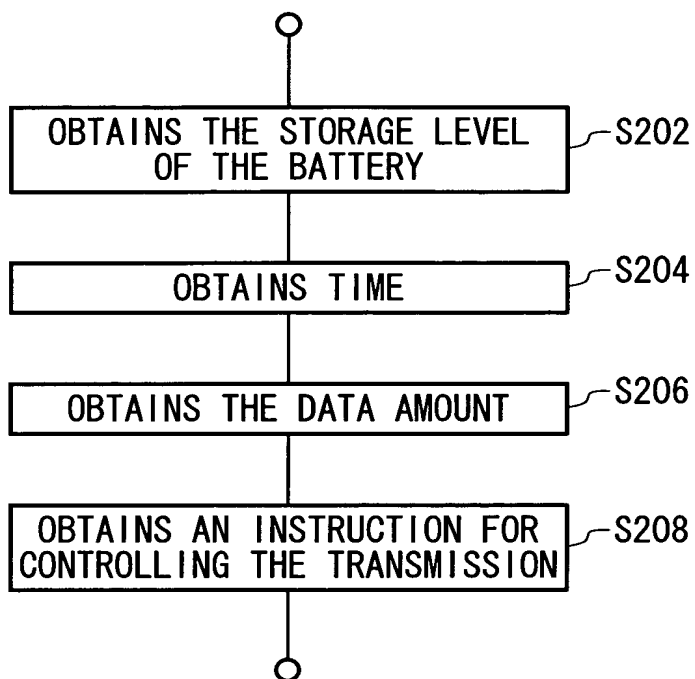 OBTAINS THE STORAGE LEVEL
OF THE BATTERY
S202
OBTAINS TIME
S204
OBTAINS THE DATA AMOUNT
S206
OBTAINS AN INSTRUCTION FOR
CONTROLLING THE TRANSMISSION
S208